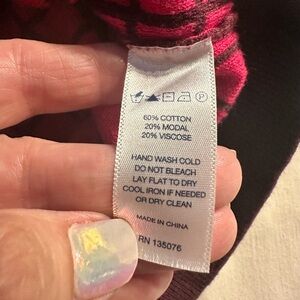 60% COTTON
20% MODAL
20% VISCOSE
HAND WASH COLD
DO NOT BLEACH
LAY FLAT TO DRY
COOL IRON IF NEEDED
OR DRY CLEAN
MADE IN CHINA
RN 135076